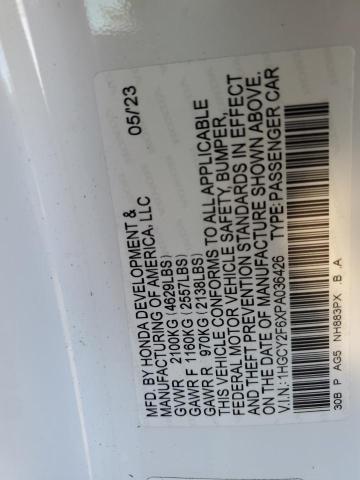 MFD. BY HONDA DEVELOPMENT & 05/23
MANUFACTURING OF AMERICA, LLC
GVWR 2100KG (4629LBS)
GAWR F 1160KG (2557LBS)
GAWR R 970KG (2138LBS)
THIS VEHICLE CONFORMS TO ALL APPLICABLE
FEDERAL MOTOR VEHICLE SAFETY, BUMPER,
AND THEFT PREVENTION STANDARDS IN EFFECT
ON THE DATE OF MANUFACTURE SHOWN ABOVE.
V.I.N.:1HGCY2F6XPA036426 TYPE:PASSENGER CAR
30B P AG5 NH883PX .B .A